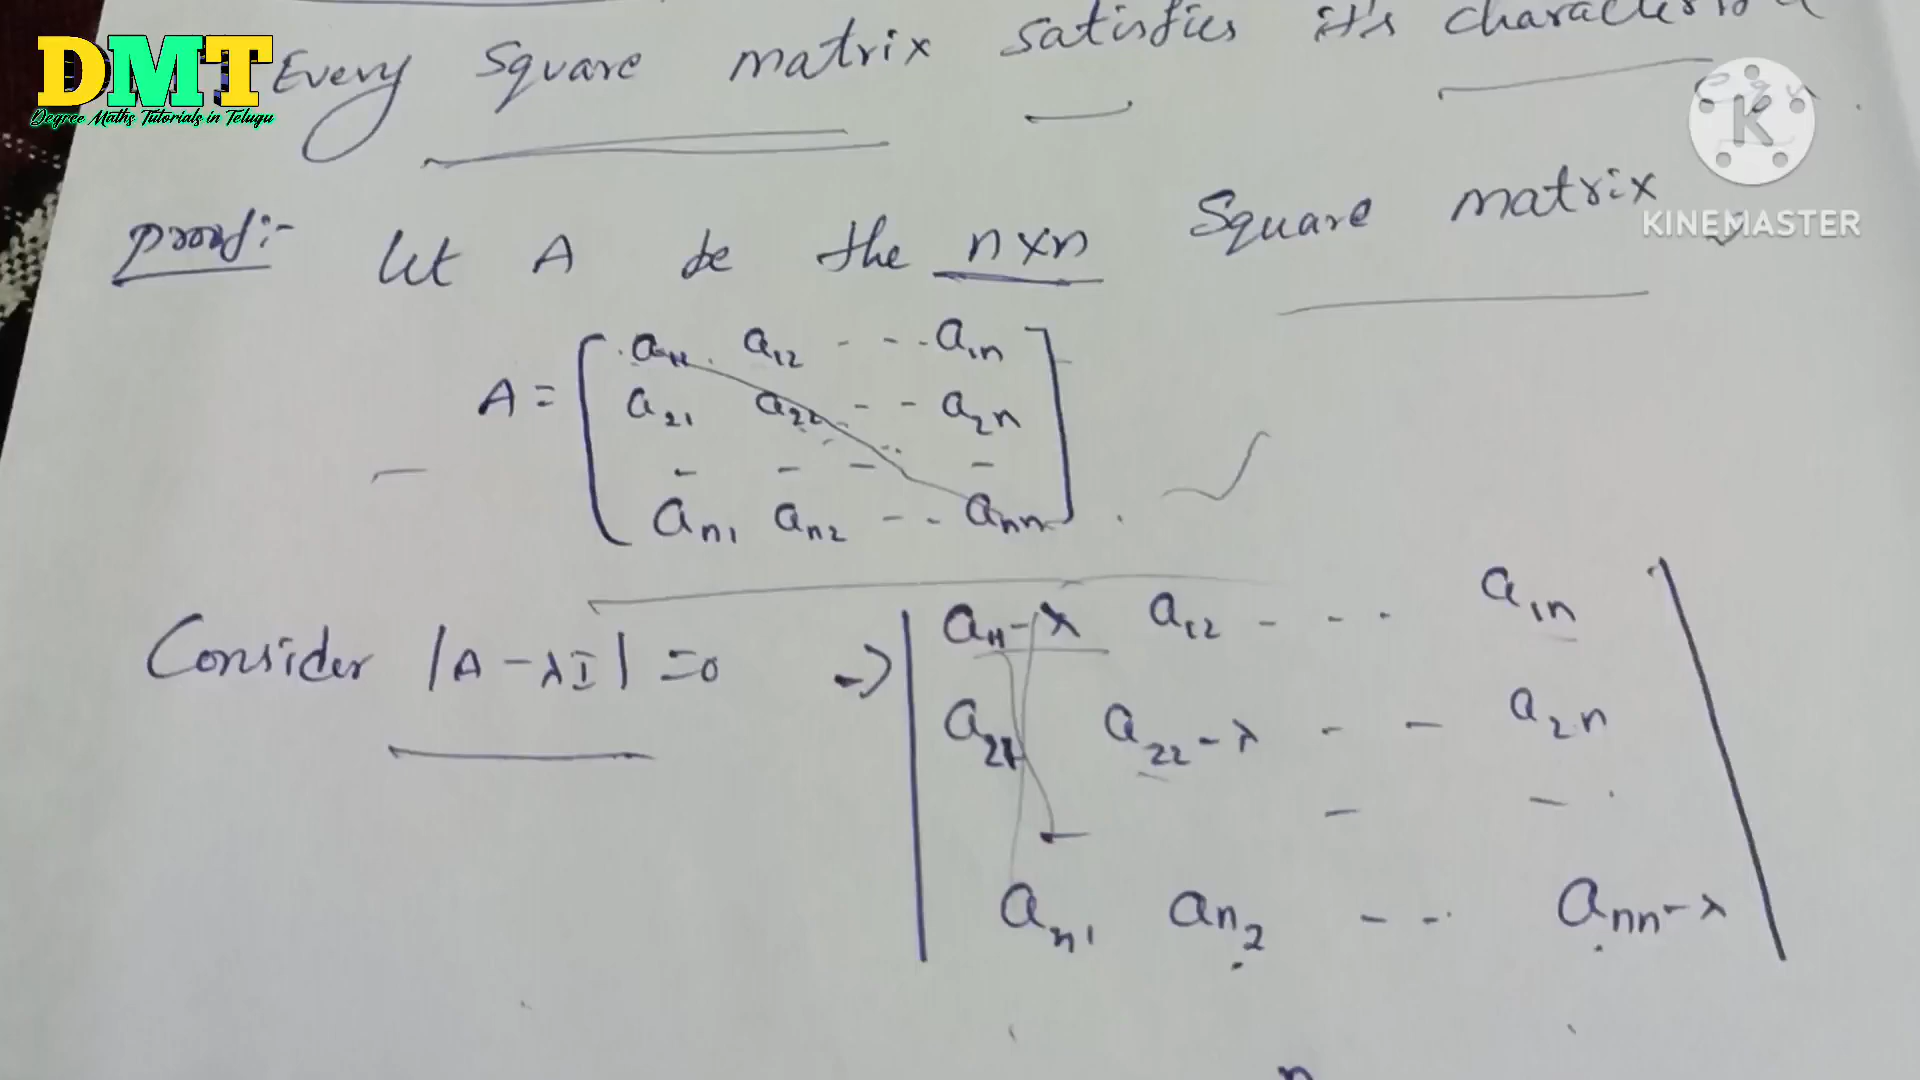 DMT
Degree Maths Tutorials in Telugu
Every Square matrix satisfies it's
KINEMASTER
proof:- let A be the n×n Square matrix
A = [ a11 a12 - - - a1n
a21 a22 - - a2n
- - - -
an1 an2 - - ann ] .
Consider |A - λI| = 0 → | a11-λ a12 - - - a1n
a21 a22-λ - - a2n
- - -
an1 an2 - - - ann-λ |